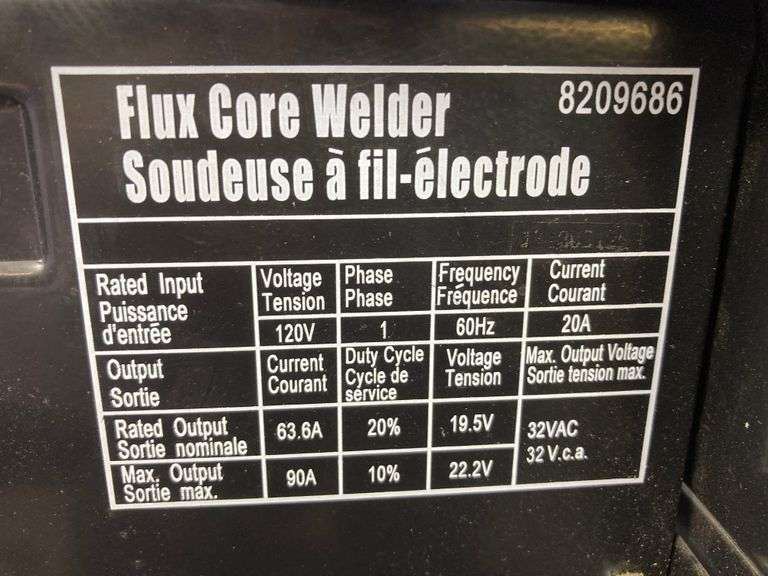 Flux Core Welder 8209686
Soudeuse à fil-électrode
Rated Input
Puissance
d'entrée
Voltage
Tension
Phase
Phase
Frequency
Fréquence
Current
Courant
120V 1 60Hz 20A
Output
Sortie
Current
Courant
Duty Cycle
Cycle de
service
Voltage
Tension
Max. Output Voltage
Sortie tension max.
Rated Output
Sortie nominale
63.6A 20% 19.5V
32VAC
32 V.c.a.
Max. Output
Sortie max.
90A 10% 22.2V